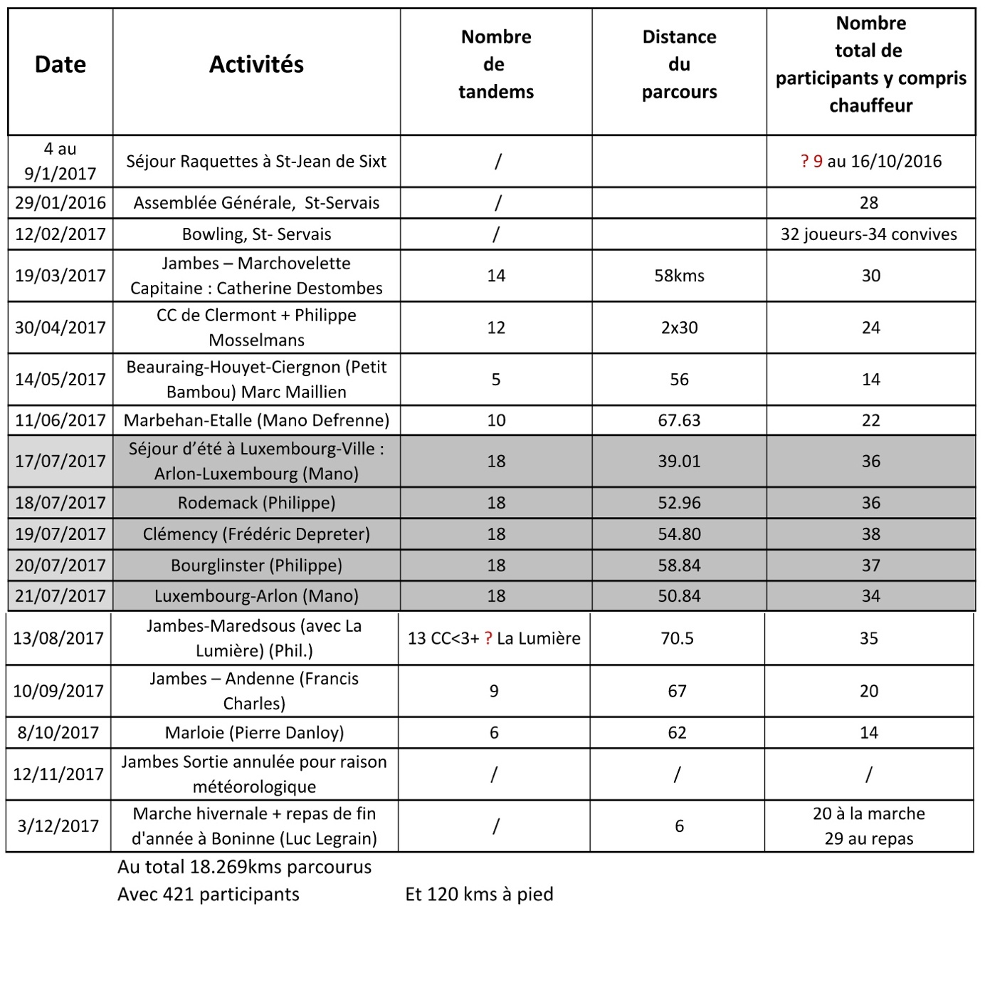 Date
Activités
Nombre
de
tandems
Distance
du
parcours
Nombre
total de
participants y compris
chauffeur
4 au
9/1/2017
Séjour Raquettes à St-Jean de Sixt
/
? 9 au 16/10/2016
29/01/2016
Assemblée Générale,  St-Servais
/
28
12/02/2017
Bowling, St- Servais
/
32 joueurs-34 convives
19/03/2017
Jambes – Marchovelette
Capitaine : Catherine Destombes
14
58kms
30
30/04/2017
CC de Clermont + Philippe
Mosselmans
12
2x30
24
14/05/2017
Beauraing-Houyet-Ciergnon (Petit
Bambou) Marc Maillien
5
56
14
11/06/2017
Marbehan-Etalle (Mano Defrenne)
10
67.63
22
17/07/2017
Séjour d’été à Luxembourg-Ville :
Arlon-Luxembourg (Mano)
18
39.01
36
18/07/2017
Rodemack (Philippe)
18
52.96
36
19/07/2017
Clémency (Frédéric Depreter)
18
54.80
38
20/07/2017
Bourglinster (Philippe)
18
58.84
37
21/07/2017
Luxembourg-Arlon (Mano)
18
50.84
34
13/08/2017
Jambes-Maredsous (avec La
Lumière) (Phil.)
13 CC<3+ ? La Lumière
70.5
35
10/09/2017
Jambes – Andenne (Francis
Charles)
9
67
20
8/10/2017
Marloie (Pierre Danloy)
6
62
14
12/11/2017
Jambes Sortie annulée pour raison
météorologique
/
/
/
3/12/2017
Marche hivernale + repas de fin
d'année à Boninne (Luc Legrain)
/
6
20 à la marche
29 au repas
Au total 18.269kms parcourus
Avec 421 participants
Et 120 kms à pied